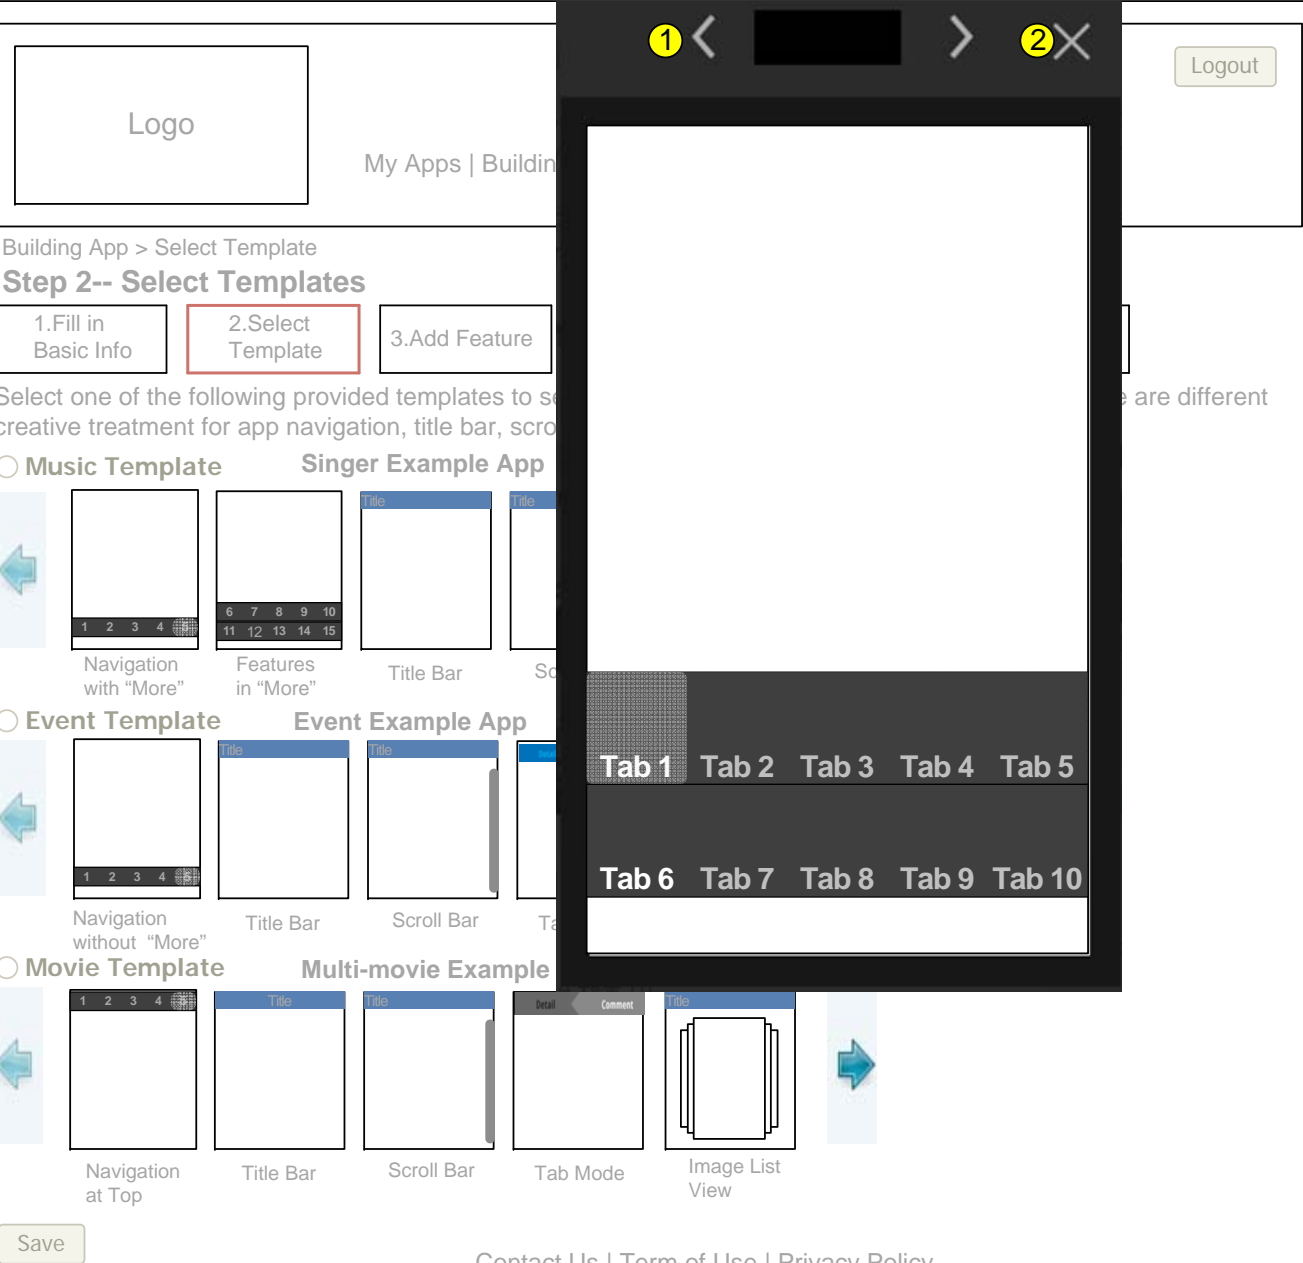 1
2
Logout
Logo
My Apps | Buildin
Building App > Select Template
Step 2-- Select Templates
1.Fill in
Basic Info
2.Select
Template
3.Add Feature
Select one of the following provided templates to se
e are different
creative treatment for app navigation, title bar, scro
Music Template
Singer Example App
Title
Title
1 2 3 4 5
6 7 8 9 10
11 12 13 14 15
Navigation
with “More”
Features
in “More”
Title Bar
Sc
Event Template
Event Example App
Title
Title
Detail
1 2 3 4 5
Navigation
without “More”
Title Bar
Scroll Bar
Ta
Tab 1 Tab 2 Tab 3 Tab 4 Tab 5
Tab 6 Tab 7 Tab 8 Tab 9 Tab 10
Movie Template
Multi-movie Example
1 2 3 4 5
Title
Title
Detail
Comment
Title
Navigation
at Top
Title Bar
Scroll Bar
Tab Mode
Image List
View
Save
Contact Us | Term of Use | Privacy Policy